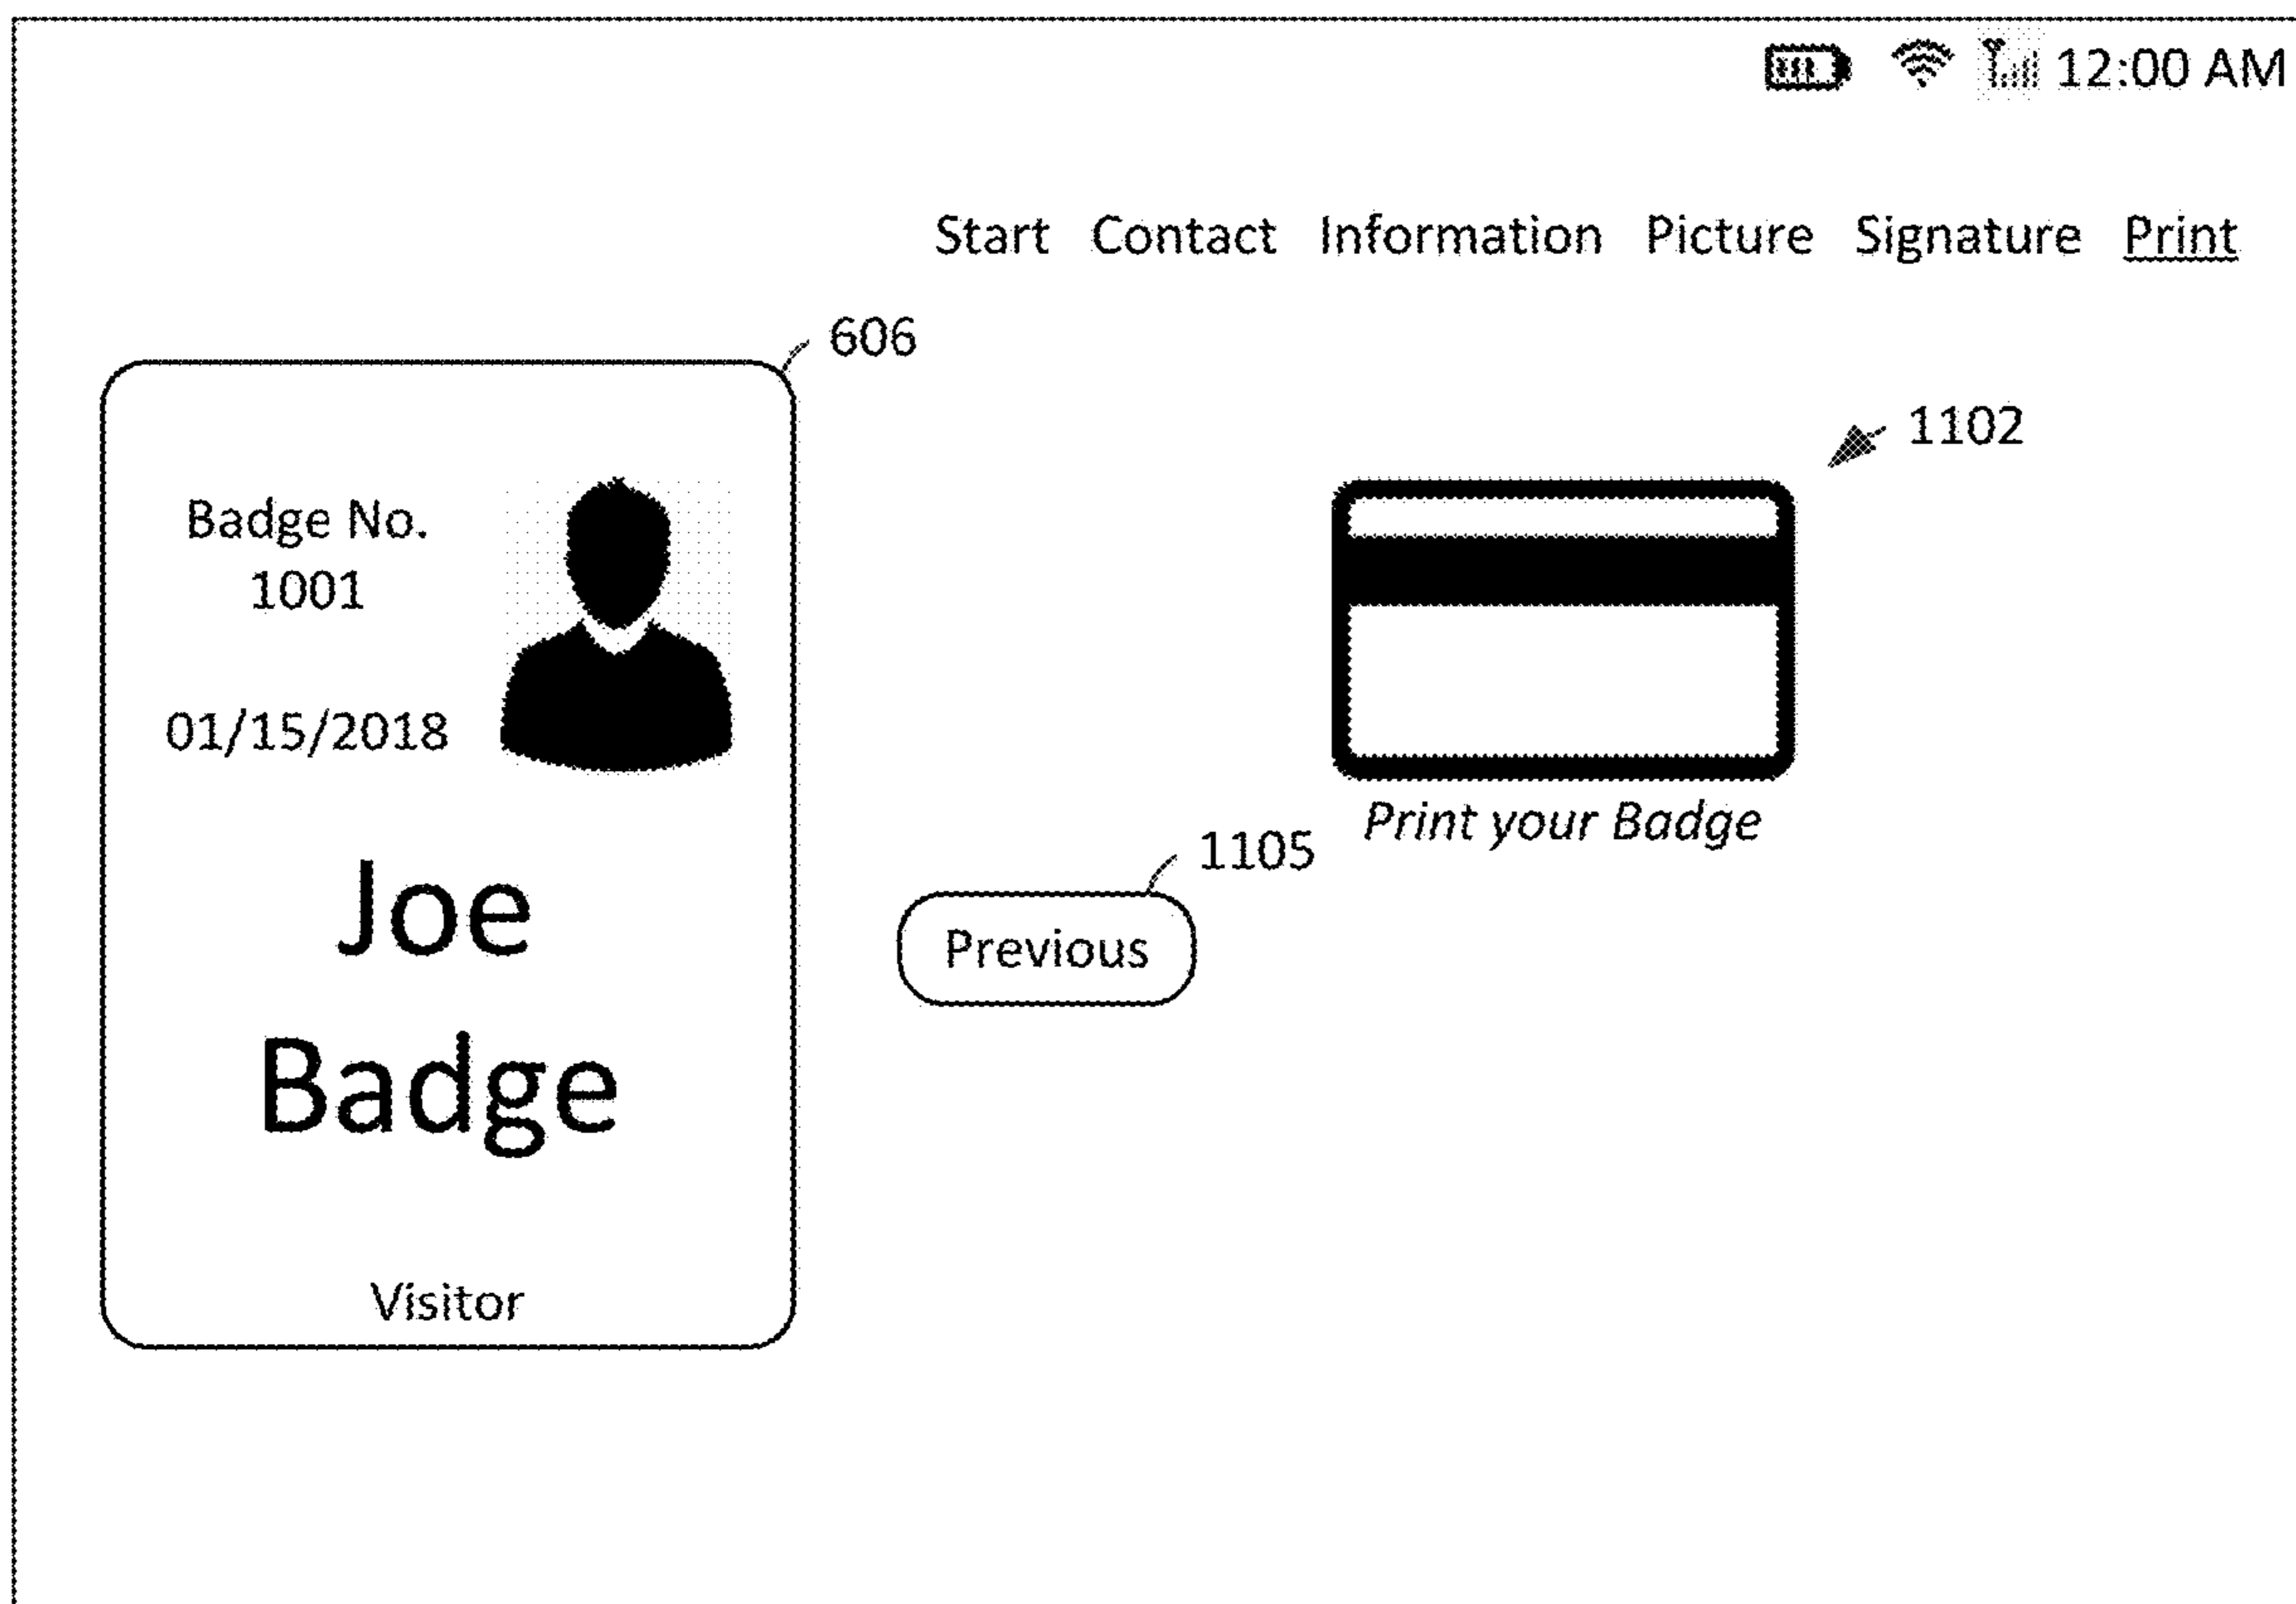 12:00 AM
Start Contact Information Picture Signature Print
606
1102
Badge No.
1001
01/15/2018
Joe
Badge
Visitor
Print your Badge
1105
Previous